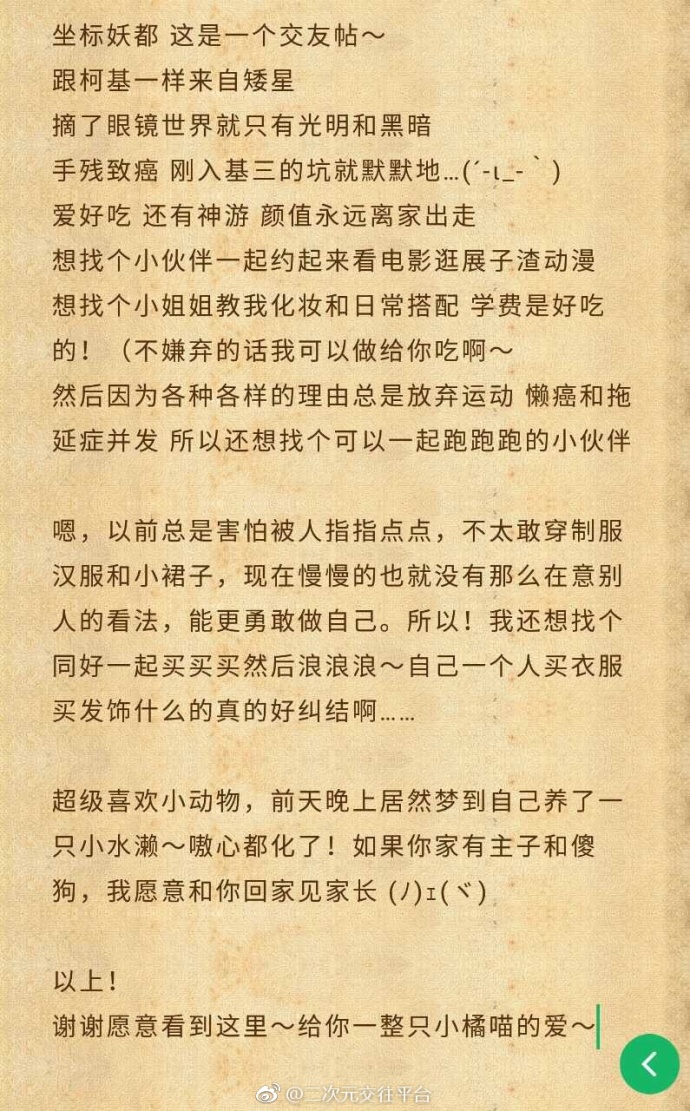 坐标妖都 这是一个交友帖～
跟柯基一样来自矮星
摘了眼镜世界就只有光明和黑暗
手残致癌 刚入基三的坑就默默地…(´-ι_-｀)
爱好吃 还有神游 颜值永远离家出走
想找个小伙伴一起约起来看电影逛展子渣动漫
想找个小姐姐教我化妆和日常搭配 学费是好吃
的！（不嫌弃的话我可以做给你吃啊～
然后因为各种各样的理由总是放弃运动 懒癌和拖
延症并发 所以还想找个可以一起跑跑跑的小伙伴
嗯，以前总是害怕被人指指点点，不太敢穿制服
汉服和小裙子，现在慢慢的也就没有那么在意别
人的看法，能更勇敢做自己。所以！我还想找个
同好一起买买买然后浪浪浪～自己一个人买衣服
买发饰什么的真的好纠结啊……
超级喜欢小动物，前天晚上居然梦到自己养了一
只小水濑～嗷心都化了！如果你家有主子和傻
狗，我愿意和你回家见家长 (ﾉ)ｪ(ヾ)
以上！
谢谢愿意看到这里～给你一整只小橘喵的爱～
@二次元交往平台